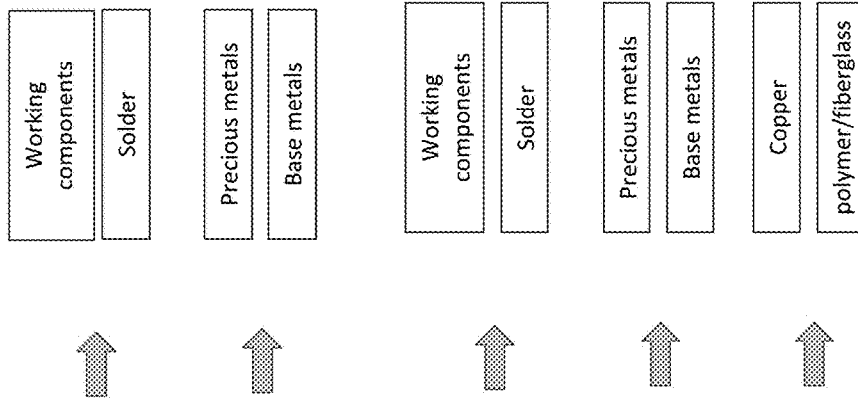 Working
components
Solder
Precious metals
Base metals
Working
components
Solder
Precious metals
Base metals
Copper
polymer/fiberglass